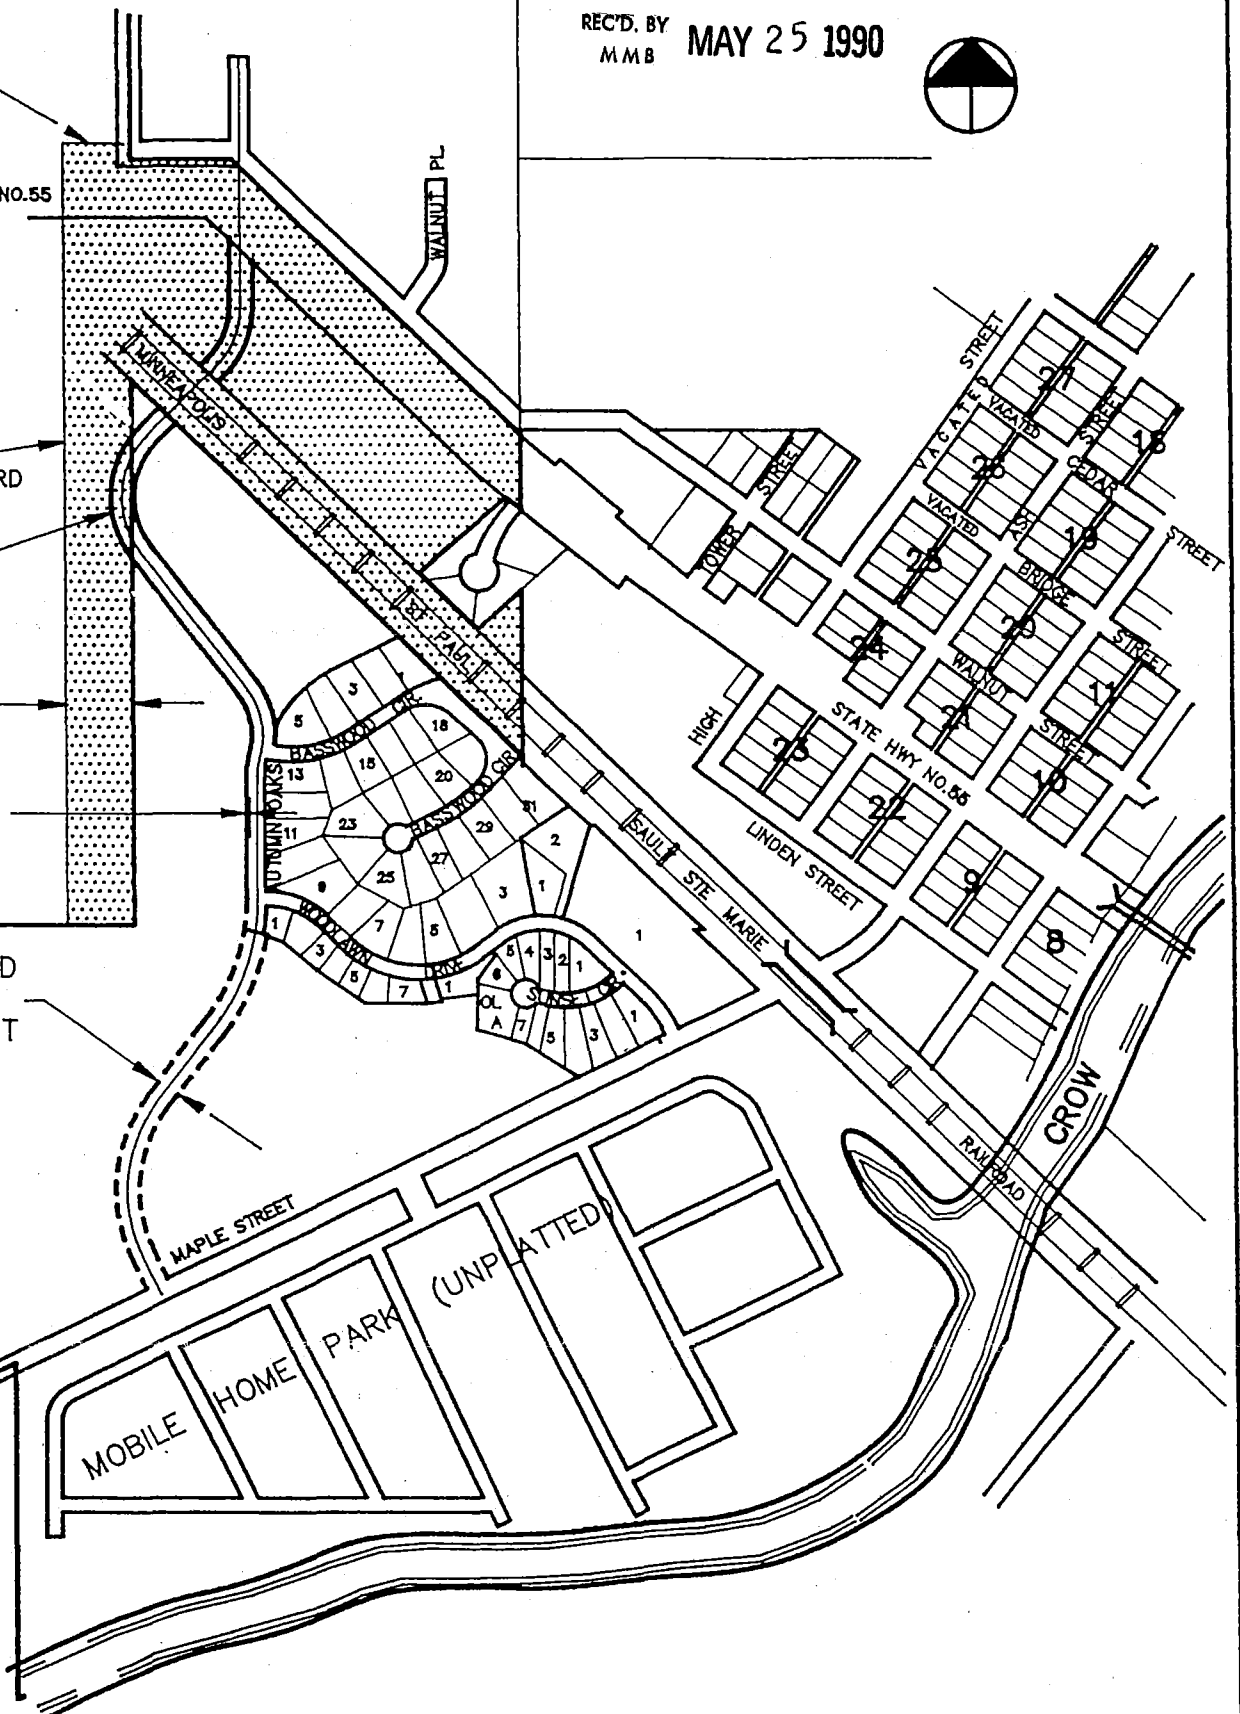 REC'D. BY
MMB
MAY 25 1990
NO.55
WALNUT PL.
MINNEAPOLIS
ST PAUL
SAULT STE MARIE
RAILROAD
RD
D
T
STREET
VACATED
VACATED
VACATED
27
STREET
18
26
CEDAR
STREET
ASH
19
25
BRIDGE
STREET
20
24
WALNUT
STREET
11
21
10
TOWER
STREET
HIGH
STATE HWY NO.55
23
22
9
8
LINDEN STREET
CROW
BASSWOOD CIR.
5
3
1
13
15
18
20
BASSWOOD CIR
11
23
29
31
27
25
9
7
5
3
2
1
1
UTUMN OAKS
WOODLAWN
1
3
5
7
1
SUNSET CIR.
6
5
4
3
2
1
OL
A
7
5
3
1
MAPLE STREET
MOBILE HOME PARK (UNPLATTED)